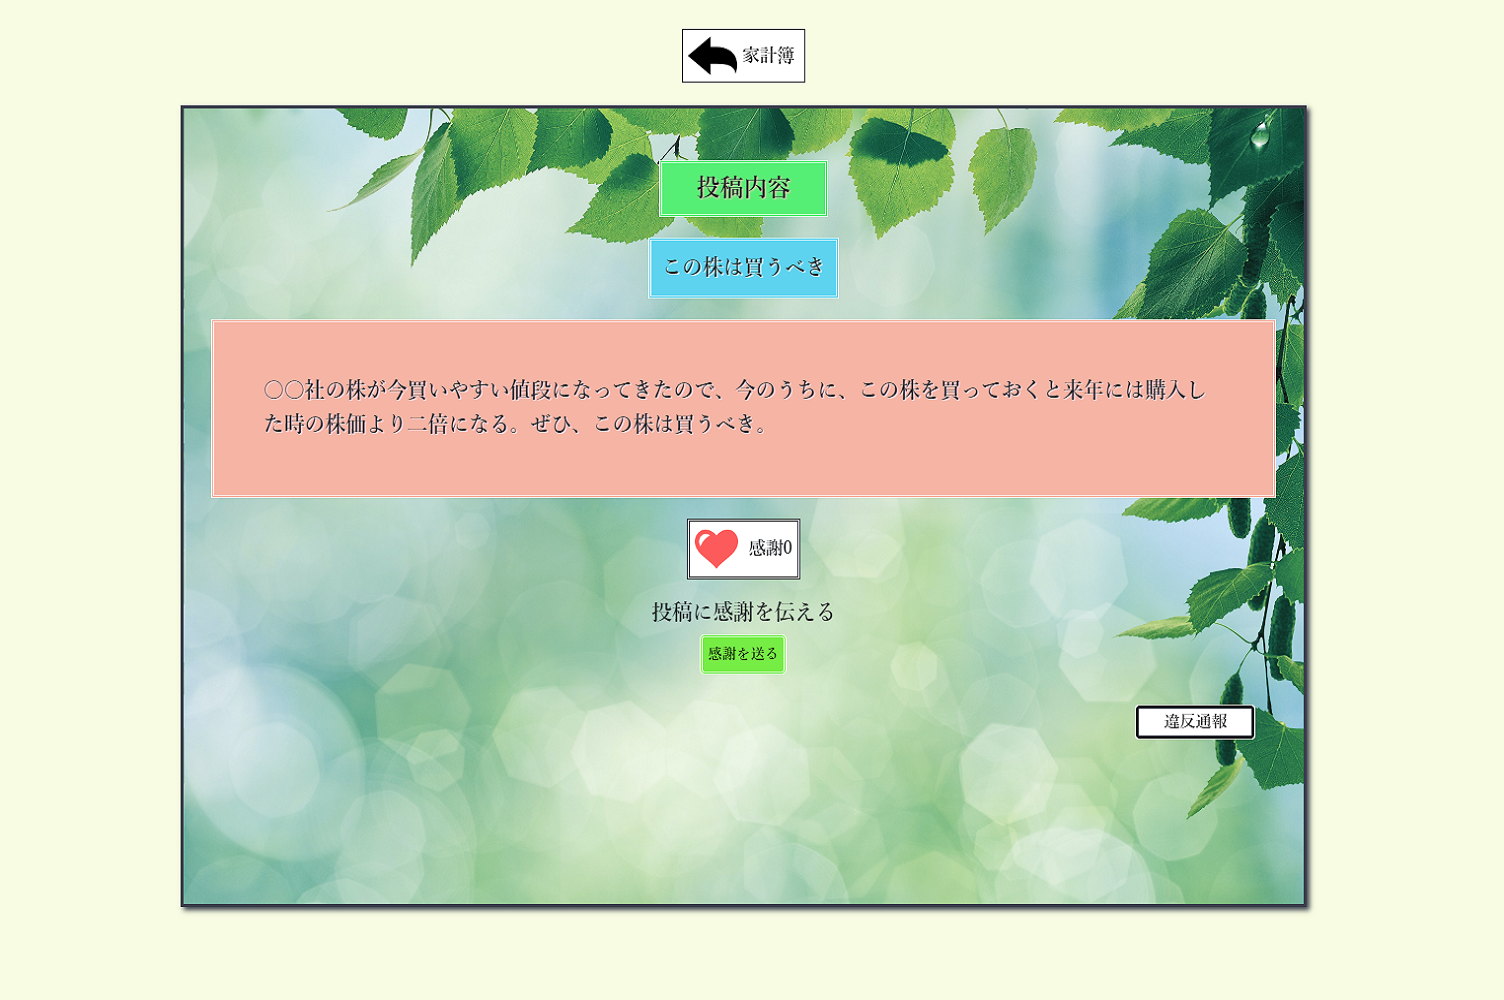 家計簿
投稿内容
この株は買うべき
〇〇社の株が今買いやすい値段になってきたので、今のうちに、この株を買っておくと来年には購入し
た時の株価より二倍になる。ぜひ、この株は買うべき。
感謝0
投稿に感謝を伝える
感謝を送る
違反通報